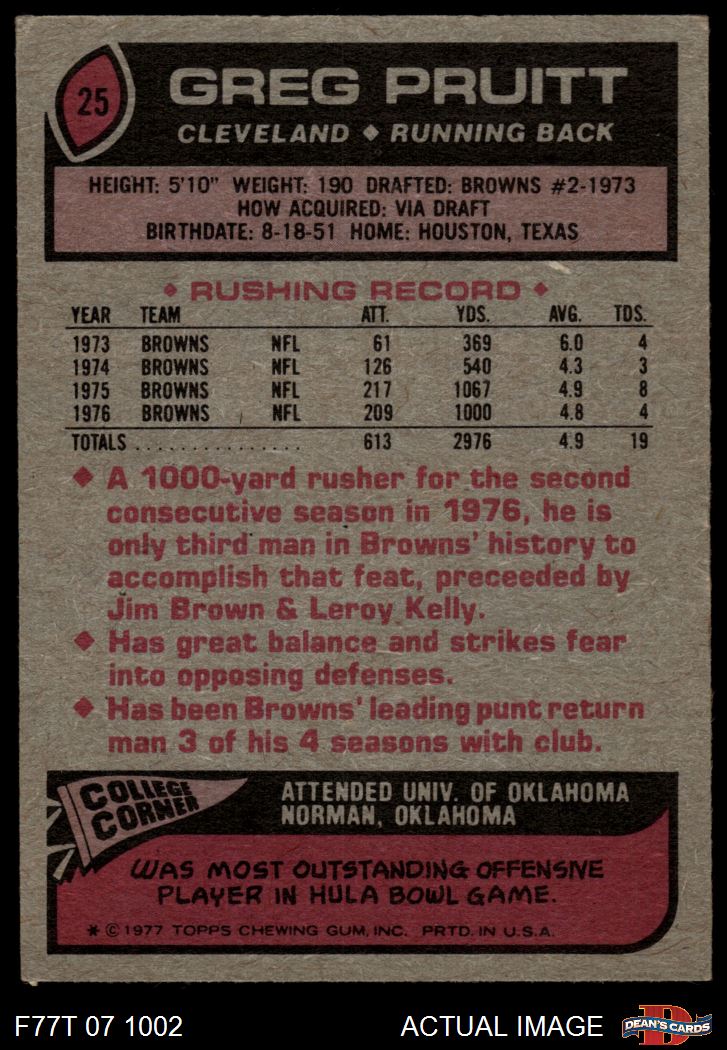 25
GREG PRUITT
CLEVELAND ◆ RUNNING BACK
HEIGHT: 5'10" WEIGHT: 190 DRAFTED: BROWNS #2-1973
HOW ACQUIRED: VIA DRAFT
BIRTHDATE: 8-18-51 HOME: HOUSTON, TEXAS
◆ RUSHING RECORD ◆
YEAR TEAM ATT. YDS. AVG. TDS.
1973 BROWNS NFL 61 369 6.0 4
1974 BROWNS NFL 126 540 4.3 3
1975 BROWNS NFL 217 1067 4.9 8
1976 BROWNS NFL 209 1000 4.8 4
TOTALS ................ 613 2976 4.9 19
◆ A 1000-yard rusher for the second
consecutive season in 1976, he is
only third man in Browns' history to
accomplish that feat, preceeded by
Jim Brown & Leroy Kelly.
◆ Has great balance and strikes fear
into opposing defenses.
◆ Has been Browns' leading punt return
man 3 of his 4 seasons with club.
COLLEGE
CORNER
ATTENDED UNIV. OF OKLAHOMA
NORMAN, OKLAHOMA
WAS MOST OUTSTANDING OFFENSIVE
PLAYER IN HULA BOWL GAME.
* © 1977 TOPPS CHEWING GUM, INC. PRTD. IN U.S.A.
F77T 07 1002 ACTUAL IMAGE
D
DEAN'S CARDS